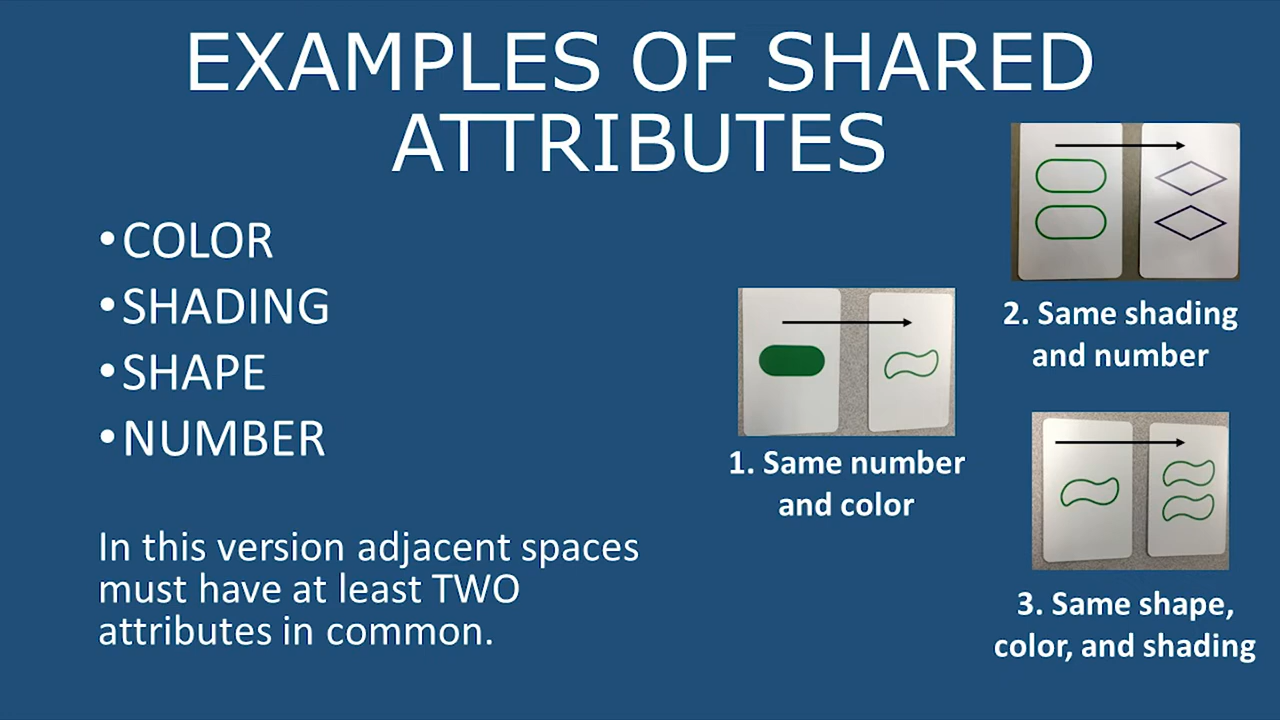 EXAMPLES OF SHARED
ATTRIBUTES
•COLOR
•SHADING
•SHAPE
•NUMBER
In this version adjacent spaces
must have at least TWO
attributes in common.
1. Same number
and color
2. Same shading
and number
3. Same shape,
color, and shading